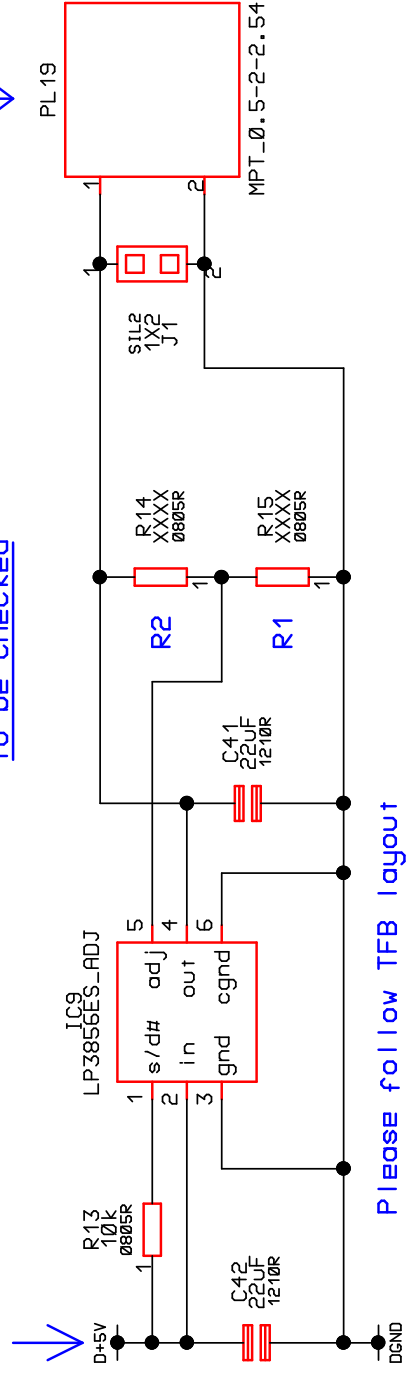 To be checked
D+5V
DGND
R13
10k
0805R
1
C42
22uF
1210R
IC9
LP3856ES_ADJ
1
2
3
s/d#
in
gnd
adj
out
cgnd
5
4
6
C41
22uF
1210R
R2
R14
XXXX
0805R
1
R1
R15
XXXX
0805R
1
SIL2
1X2
J1
1
2
PL19
1
2
MPT_0.5-2-2.54
Please follow TFB layout